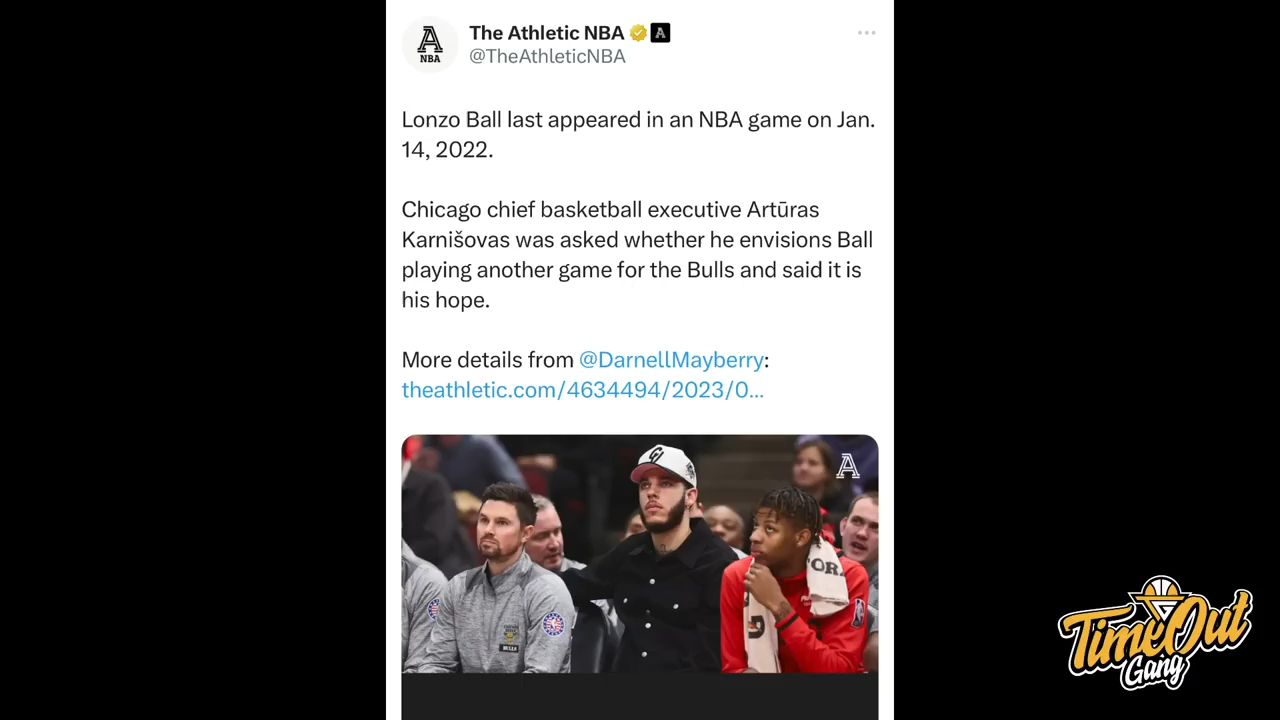 The Athletic NBA A
A
NBA
@TheAthleticNBA
Lonzo Ball last appeared in an NBA game on Jan.
14, 2022.
Chicago chief basketball executive Artūras
Karnišovas was asked whether he envisions Ball
playing another game for the Bulls and said it is
his hope.
More details from @DarnellMayberry:
theathletic.com/4634494/2023/0...
A
BULLS
TimeOut
Gang